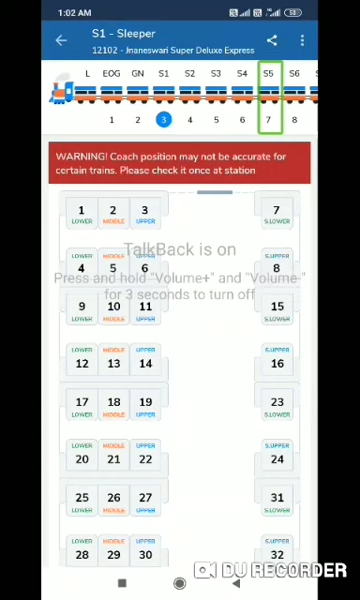 1:02 AM
58
S1 - Sleeper
12102 - Jnaneswari Super Deluxe Express
L EOG GN S1 S2 S3 S4 S5 S6
1 2 3 4 5 6 7 8
WARNING! Coach position may not be accurate for
certain trains. Please check it once at station
1 2 3 7
LOWER MIDDLE UPPER S.LOWER
LOWER MIDDLE UPPER S.UPPER
4 5 6 8
TalkBack is on
Press and hold "Volume+" and "Volume-"
for 3 seconds to turn off
9 10 11 15
LOWER MIDDLE UPPER S.LOWER
LOWER MIDDLE UPPER S.UPPER
12 13 14 16
17 18 19 23
LOWER MIDDLE UPPER S.LOWER
LOWER MIDDLE UPPER S.UPPER
20 21 22 24
25 26 27 31
LOWER MIDDLE UPPER S.LOWER
LOWER MIDDLE UPPER S.UPPER
28 29 30 32
DU RECORDER